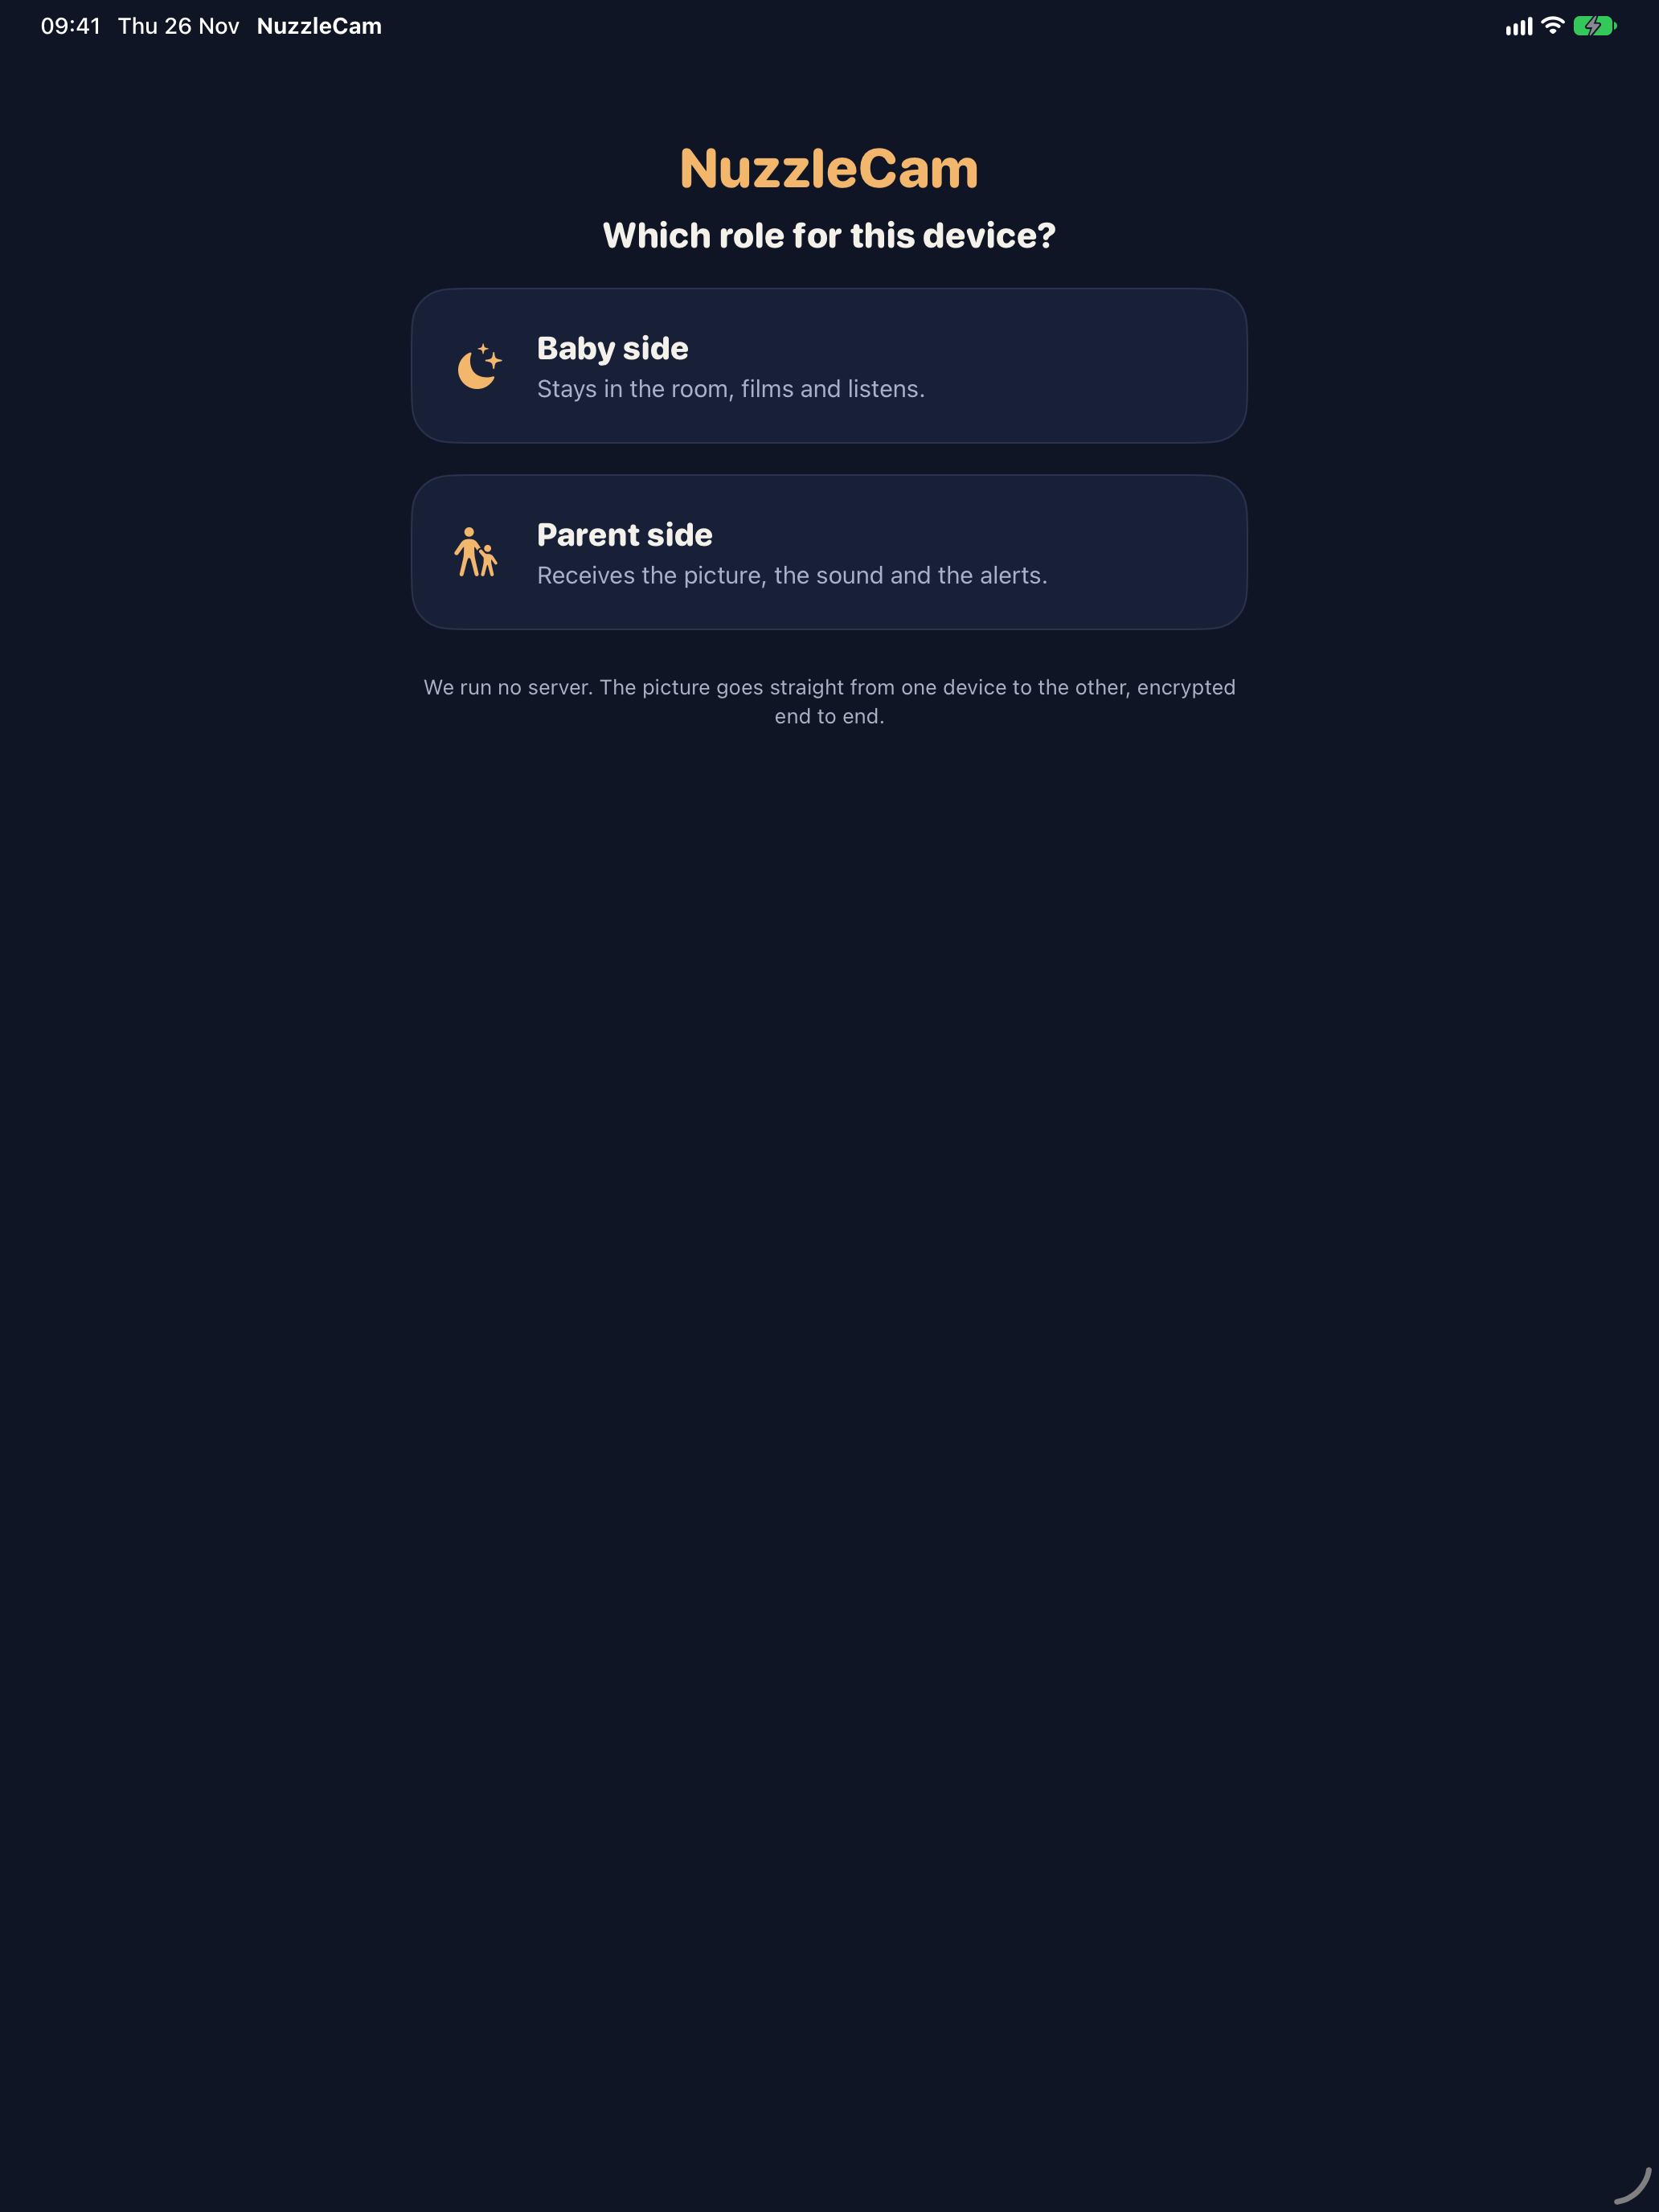 09:41 Thu 26 Nov NuzzleCam
NuzzleCam
Which role for this device?
Baby side
Stays in the room, films and listens.
Parent side
Receives the picture, the sound and the alerts.
We run no server. The picture goes straight from one device to the other, encrypted
end to end.